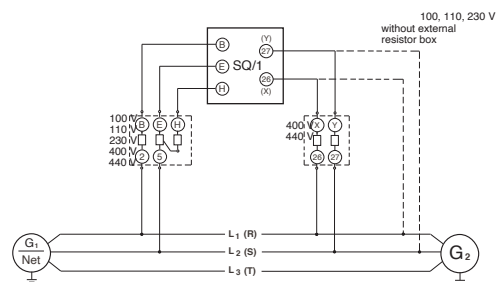 100, 110, 230 V
without external
resistor box
B
(Y)
27
E
SQ/1
26
(X)
H
100 V
110 V
230 V
400 V
440 V
B
E
H
2
5
400 V
440 V
X
Y
26
27
L1 (R)
L2 (S)
L3 (T)
G1
Net
G2